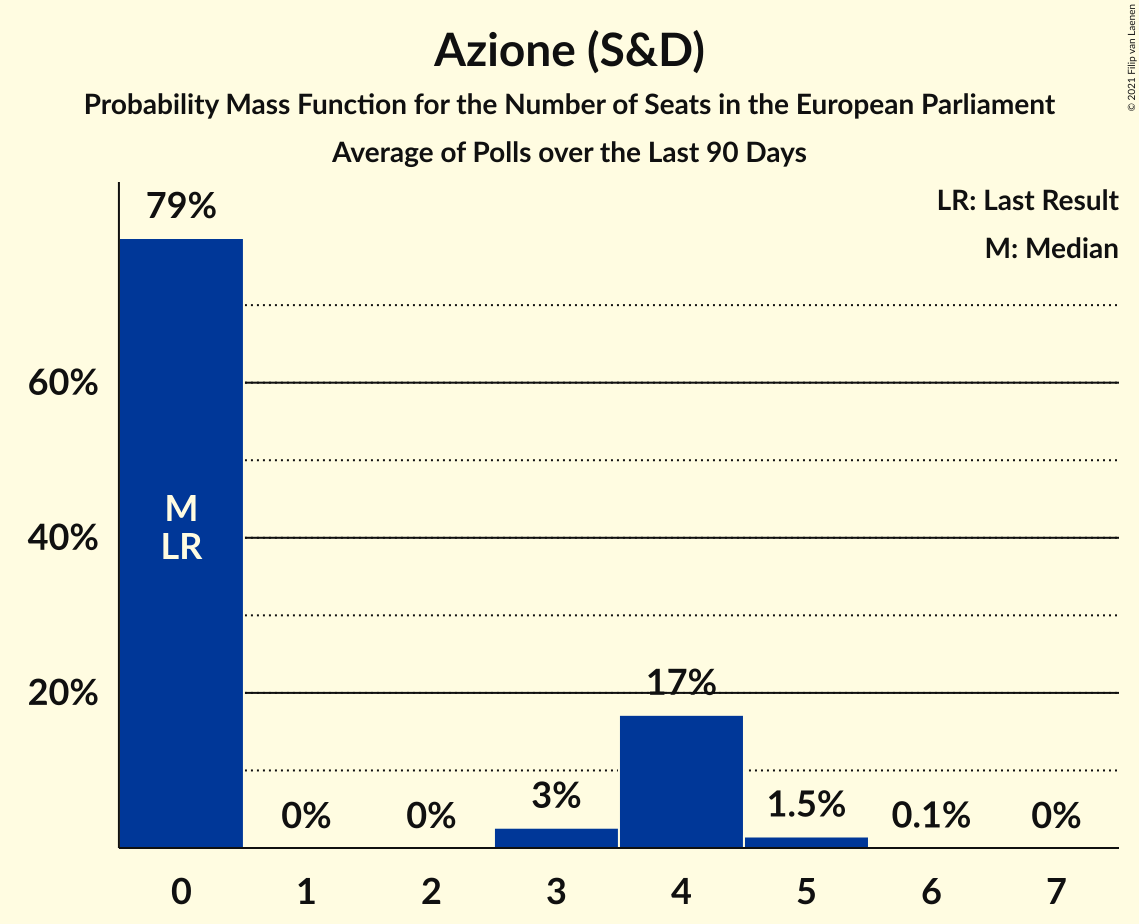 Azione (S&D)
Probability Mass Function for the Number of Seats in the European Parliament
Average of Polls over the Last 90 Days
© 2021 Filip van Laenen
LR: Last Result
M: Median
79%
60%
40%
20%
M
LR
0%
0%
3%
17%
1.5%
0.1%
0%
0
1
2
3
4
5
6
7